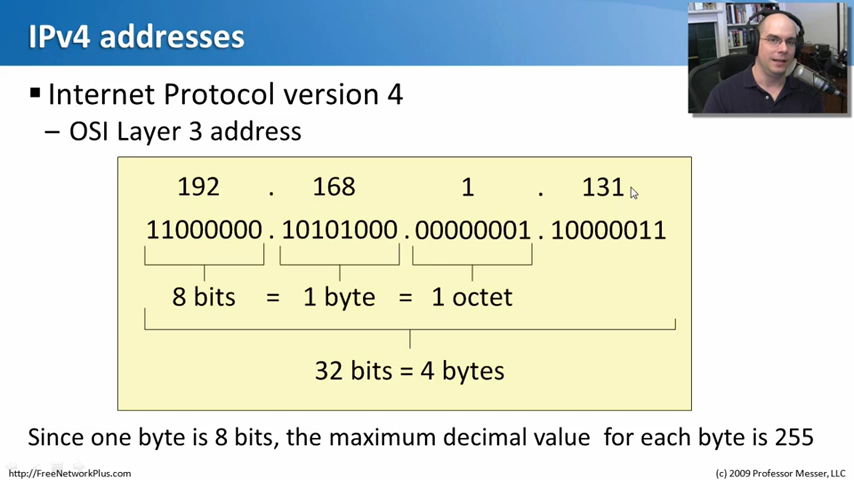 IPv4 addresses
▪ Internet Protocol version 4
– OSI Layer 3 address
192 . 168 1 . 131
11000000 . 10101000 . 00000001 . 10000011
8 bits = 1 byte = 1 octet
32 bits = 4 bytes
Since one byte is 8 bits, the maximum decimal value for each byte is 255
http://FreeNetworkPlus.com (c) 2009 Professor Messer, LLC